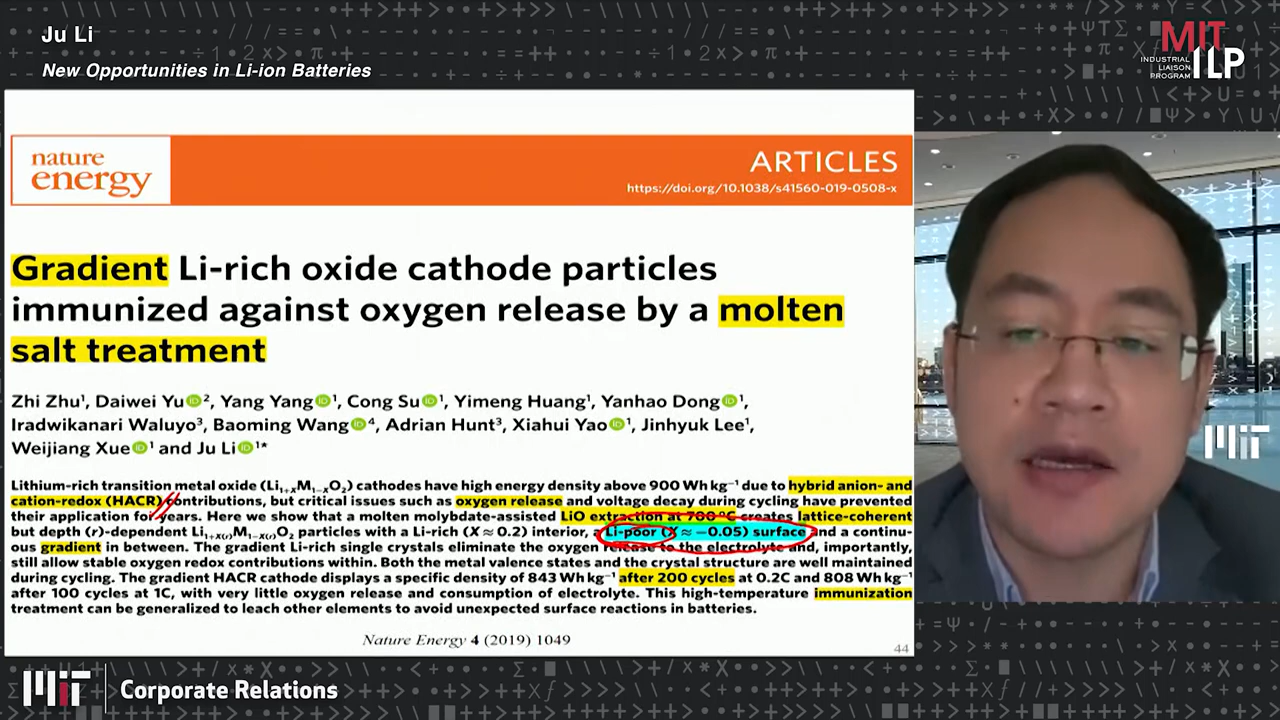 Ju Li
New Opportunities in Li-ion Batteries
MIT
INDUSTRIAL
LIAISON
PROGRAM
ILP
nature
energy
ARTICLES
https://doi.org/10.1038/s41560-019-0508-x
Gradient Li-rich oxide cathode particles
immunized against oxygen release by a molten
salt treatment
Zhi Zhu¹, Daiwei Yu², Yang Yang¹, Cong Su¹, Yimeng Huang¹, Yanhao Dong¹,
Iradwikanari Waluyo³, Baoming Wang⁴, Adrian Hunt³, Xiahui Yao¹, Jinhyuk Lee¹,
Weijiang Xue¹ and Ju Li¹*
Lithium-rich transition metal oxide (Li₁₊ₓM₁₋ₓO₂) cathodes have high energy density above 900 Wh kg⁻¹ due to hybrid anion- and
cation-redox (HACR) contributions, but critical issues such as oxygen release and voltage decay during cycling have prevented
their application for years. Here we show that a molten molybdate-assisted LiO extraction at 700 °C creates lattice-coherent
but depth (r)-dependent Li₁₊ₓ₍ᵣ₎M₁₋ₓ₍ᵣ₎O₂ particles with a Li-rich (X ≈ 0.2) interior, a Li-poor (X ≈ −0.05) surface and a continu-
ous gradient in between. The gradient Li-rich single crystals eliminate the oxygen release to the electrolyte and, importantly,
still allow stable oxygen redox contributions within. Both the metal valence states and the crystal structure are well maintained
during cycling. The gradient HACR cathode displays a specific density of 843 Wh kg⁻¹ after 200 cycles at 0.2C and 808 Wh kg⁻¹
after 100 cycles at 1C, with very little oxygen release and consumption of electrolyte. This high-temperature immunization
treatment can be generalized to leach other elements to avoid unexpected surface reactions in batteries.
Nature Energy 4 (2019) 1049
44
MIT
MIT
Corporate Relations